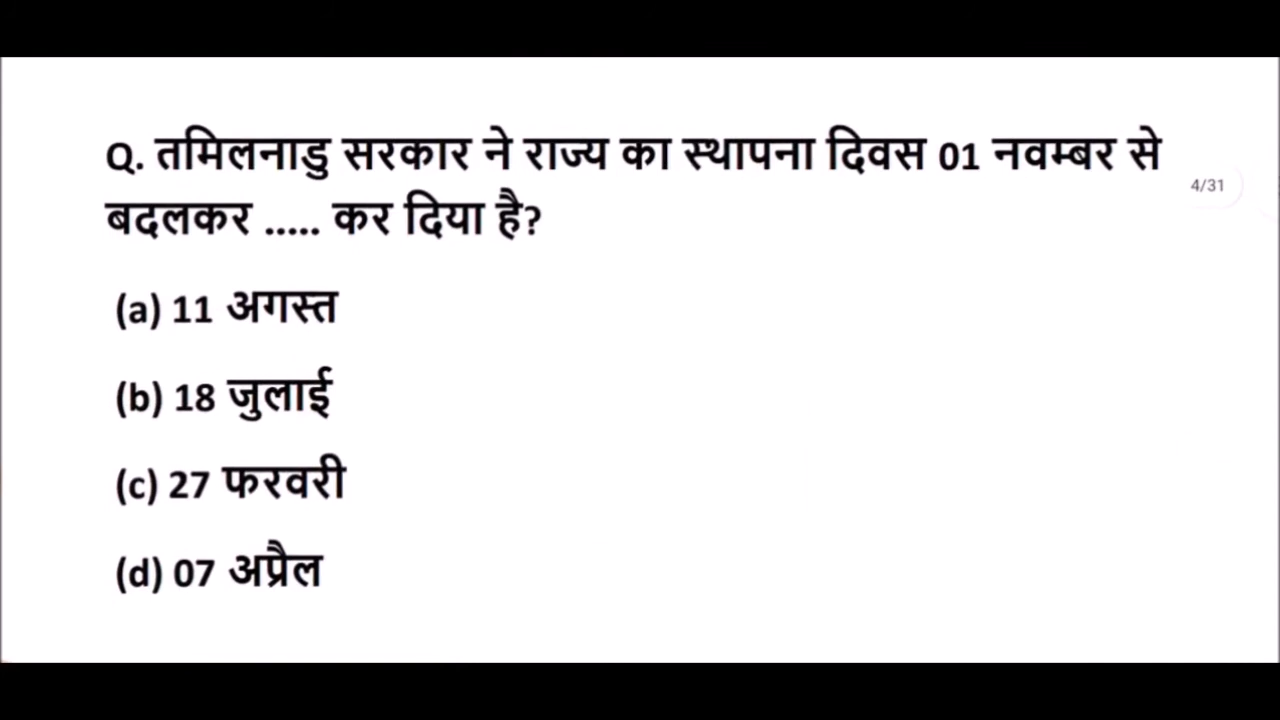 Q. तमिलनाडु सरकार ने राज्य का स्थापना दिवस 01 नवम्बर से
4/31
बदलकर ..... कर दिया है?
(a) 11 अगस्त
(b) 18 जुलाई
(c) 27 फरवरी
(d) 07 अप्रैल